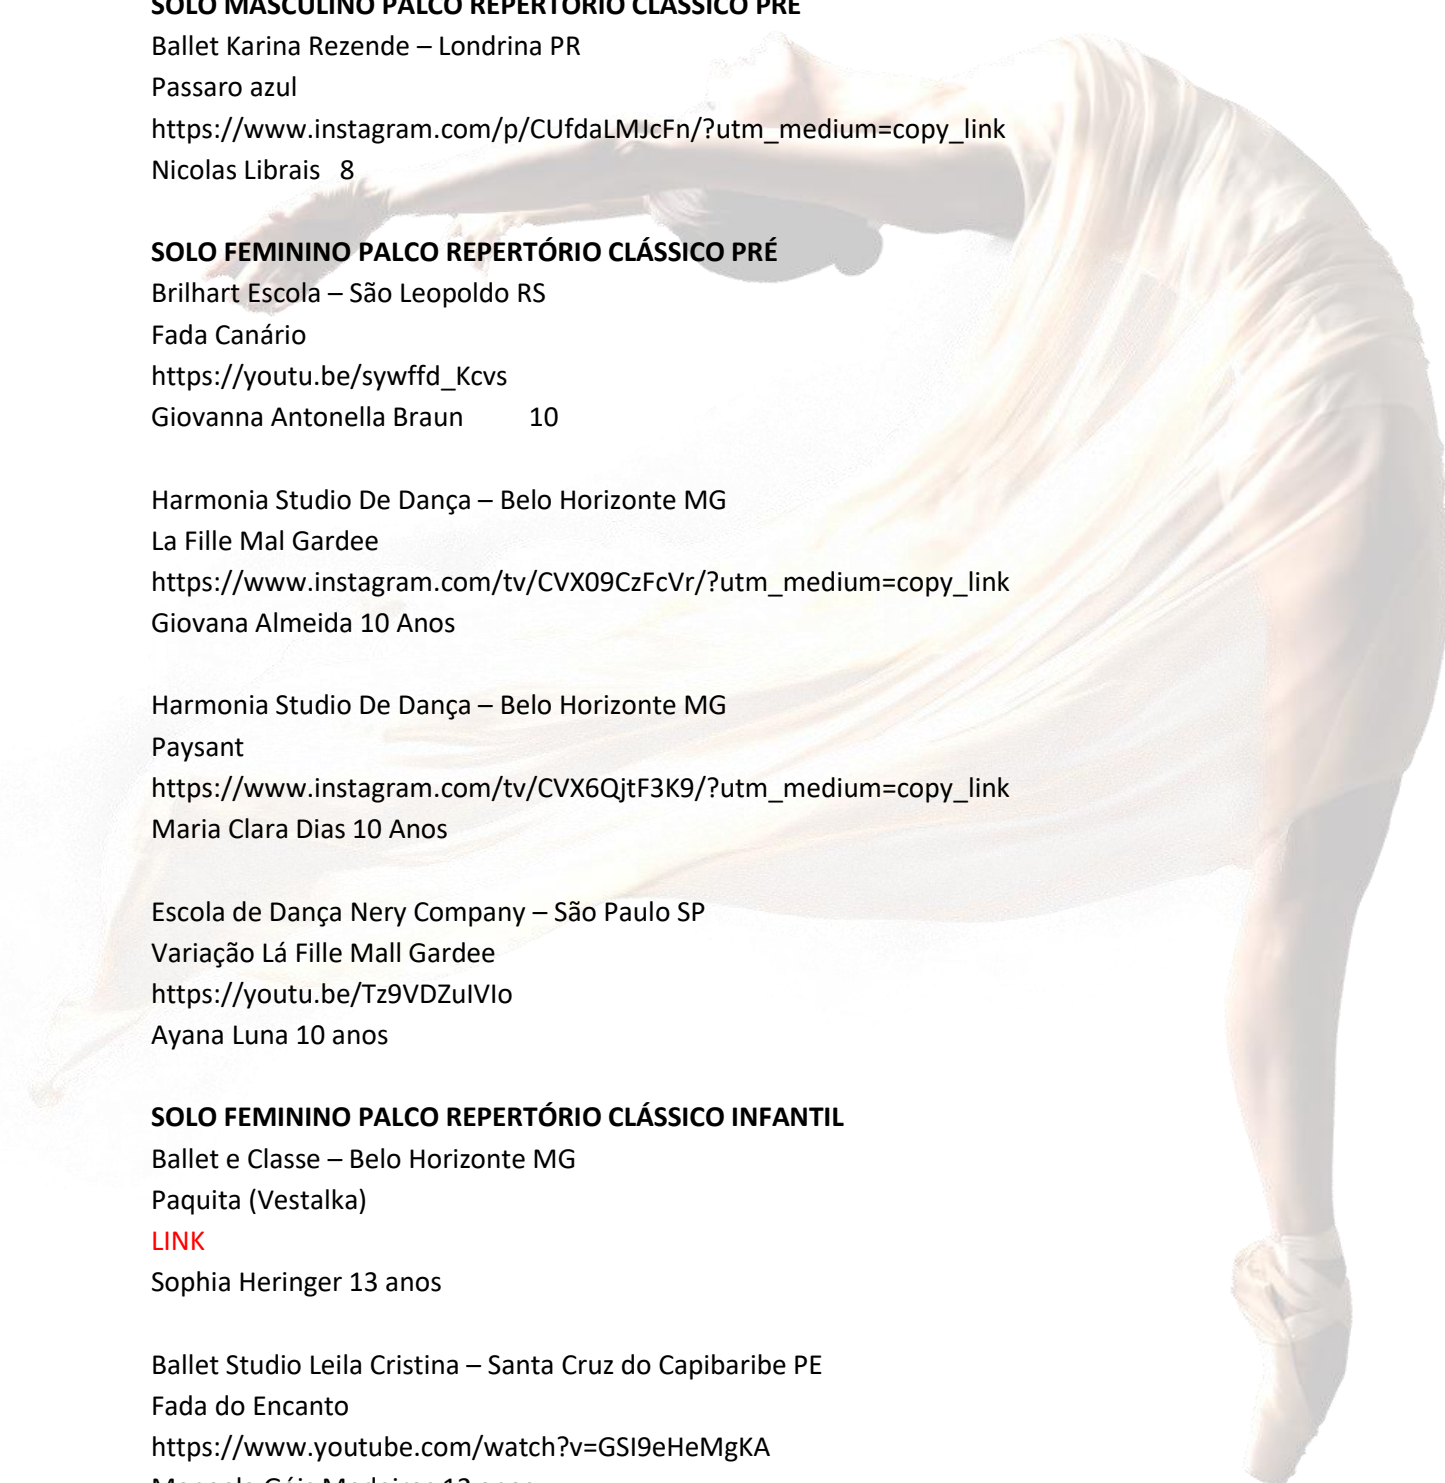 SOLO MASCULINO PALCO REPERTÓRIO CLÁSSICO PRÉ
Ballet Karina Rezende – Londrina PR
Passaro azul
https://www.instagram.com/p/CUfdaLMJcFn/?utm_medium=copy_link
Nicolas Librais 8
SOLO FEMININO PALCO REPERTÓRIO CLÁSSICO PRÉ
Brilhart Escola – São Leopoldo RS
Fada Canário
https://youtu.be/sywffd_Kcvs
Giovanna Antonella Braun 10
Harmonia Studio De Dança – Belo Horizonte MG
La Fille Mal Gardee
https://www.instagram.com/tv/CVX09CzFcVr/?utm_medium=copy_link
Giovana Almeida 10 Anos
Harmonia Studio De Dança – Belo Horizonte MG
Paysant
https://www.instagram.com/tv/CVX6QjtF3K9/?utm_medium=copy_link
Maria Clara Dias 10 Anos
Escola de Dança Nery Company – São Paulo SP
Variação Lá Fille Mall Gardee
https://youtu.be/Tz9VDZuIVIo
Ayana Luna 10 anos
SOLO FEMININO PALCO REPERTÓRIO CLÁSSICO INFANTIL
Ballet e Classe – Belo Horizonte MG
Paquita (Vestalka)
LINK
Sophia Heringer 13 anos
Ballet Studio Leila Cristina – Santa Cruz do Capibaribe PE
Fada do Encanto
https://www.youtube.com/watch?v=GSI9eHeMgKA